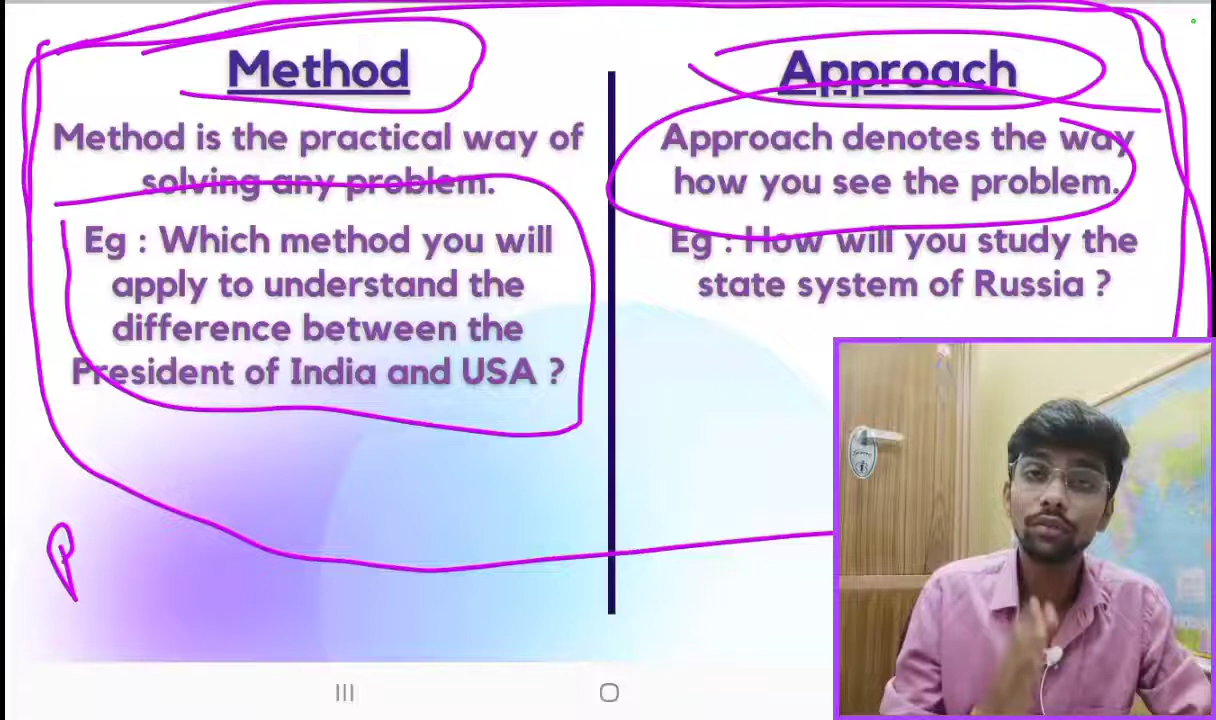 Method
Method is the practical way of
solving any problem.
Eg : Which method you will
apply to understand the
difference between the
President of India and USA ?
Approach
Approach denotes the way
how you see the problem.
Eg : How will you study the
state system of Russia ?